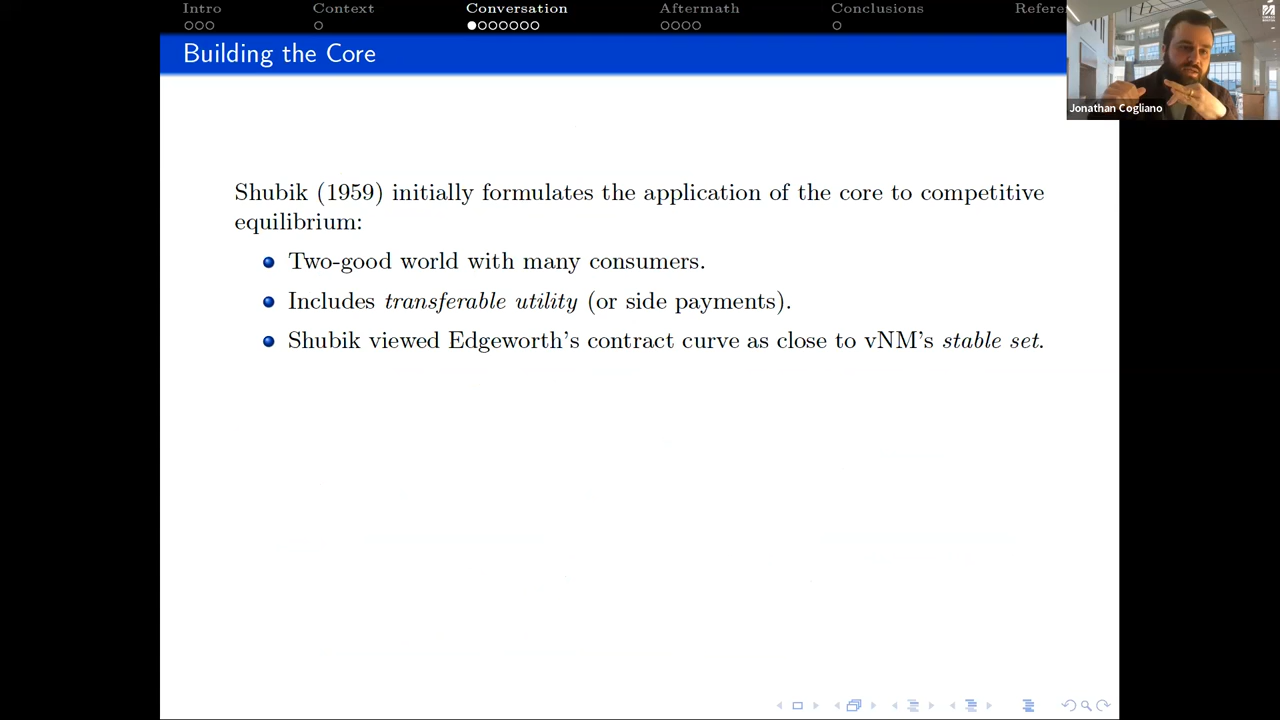 Intro Context Conversation Aftermath Conclusions Refere
Building the Core
Jonathan Cogliano
Shubik (1959) initially formulates the application of the core to competitive
equilibrium:
Two-good world with many consumers.
Includes transferable utility (or side payments).
Shubik viewed Edgeworth's contract curve as close to vNM's stable set.